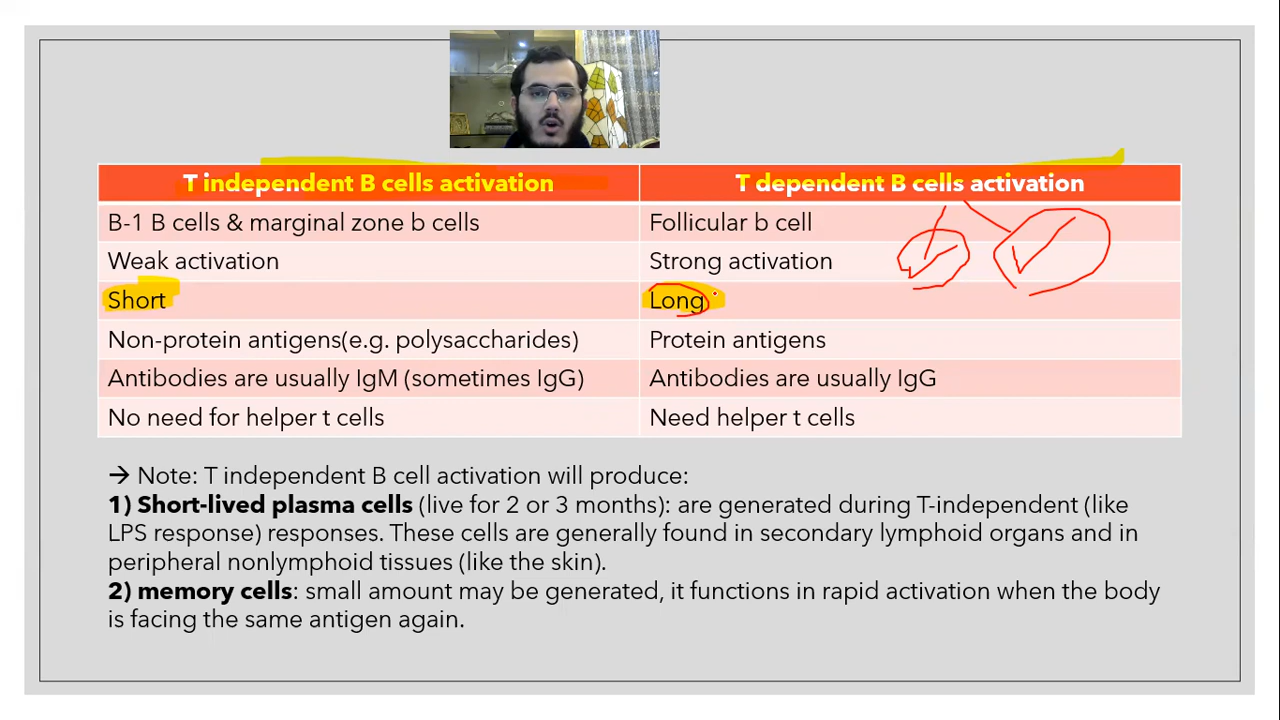 T independent B cells activation
T dependent B cells activation
B-1 B cells & marginal zone b cells
Follicular b cell
Weak activation
Strong activation
Short
Long
Non-protein antigens(e.g. polysaccharides)
Protein antigens
Antibodies are usually IgM (sometimes IgG)
Antibodies are usually IgG
No need for helper t cells
Need helper t cells
→ Note: T independent B cell activation will produce:
1) Short-lived plasma cells (live for 2 or 3 months): are generated during T-independent (like
LPS response) responses. These cells are generally found in secondary lymphoid organs and in
peripheral nonlymphoid tissues (like the skin).
2) memory cells: small amount may be generated, it functions in rapid activation when the body
is facing the same antigen again.